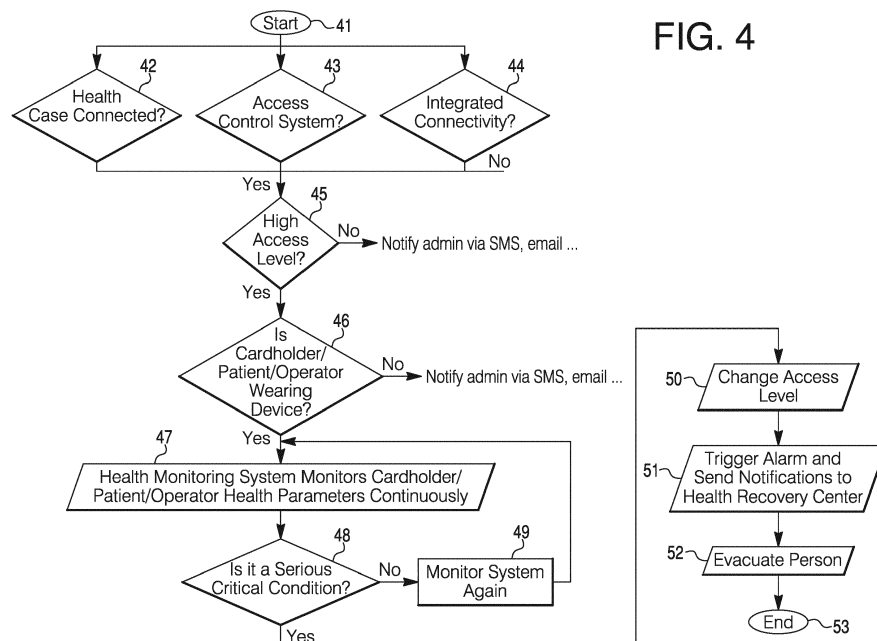 FIG. 4
Start
41
42
Health
Case Connected?
43
Access
Control System?
44
Integrated
Connectivity?
No
Yes
45
High
Access
Level?
No
Notify admin via SMS, email ...
Yes
46
Is
Cardholder/
Patient/Operator
Wearing
Device?
No
Notify admin via SMS, email ...
Yes
47
Health Monitoring System Monitors Cardholder/
Patient/Operator Health Parameters Continuously
48
Is it a Serious
Critical Condition?
No
49
Monitor System
Again
Yes
50
Change Access
Level
51
Trigger Alarm and
Send Notifications to
Health Recovery Center
52
Evacuate Person
End
53